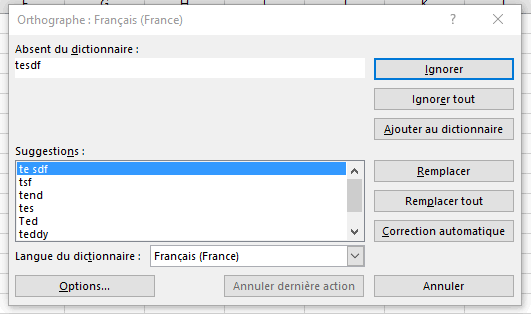 Orthographe : Français (France)
?
Absent du dictionnaire :
tesdf
Ignorer
Ignorer tout
Ajouter au dictionnaire
Suggestions :
te sdf
tsf
tend
tes
Ted
teddy
Remplacer
Remplacer tout
Correction automatique
Langue du dictionnaire :
Français (France)
Options...
Annuler dernière action
Annuler